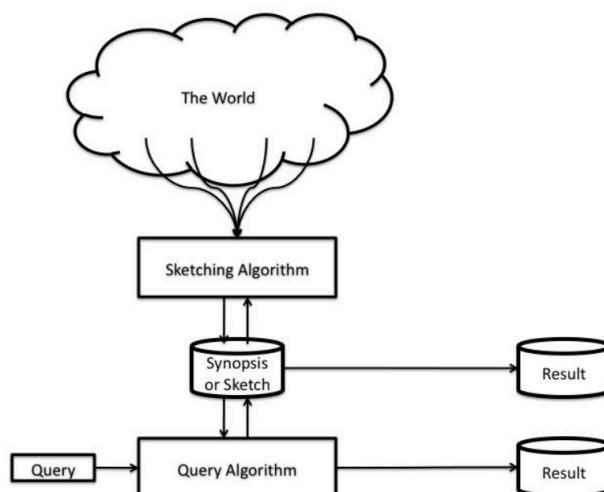 The World
Sketching Algorithm
Synopsis
or Sketch
Result
Query
Query Algorithm
Result